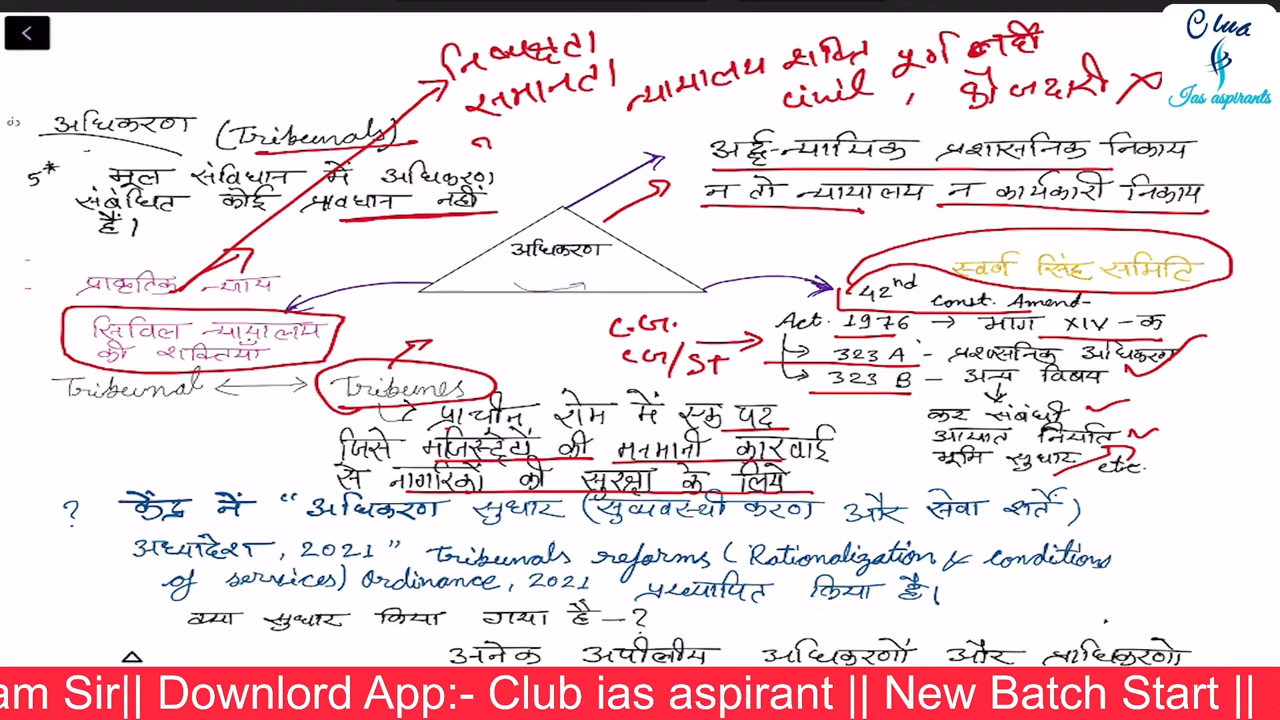 Clua
Ias aspirants
निष्पक्षता
समानता
न्यायालय शक्ति पूर्ण नहीं
civil , फौजदारी ✗
अधिकरण (Tribunals)
5* मूल संविधान में अधिकरण
संबंधित कोई प्रावधान नहीं
हैं।
अर्द्ध-न्यायिक प्रशासनिक निकाय
न तो न्यायालय न कार्यकारी निकाय
अधिकरण
प्राकृतिक न्याय
सिविल न्यायालय
की शक्तियाँ
Tribunal ↔ Tribunes
→ प्राचीन रोम में एक पद
जिसे मजिस्ट्रेटों की मनमानी कारवाई
से नागरिकों की सुरक्षा के लिये
स्वर्ण सिंह समिति
42nd Const. Amend-
Act. 1976 → भाग XIV-क
C.G.
CG/ST
↳ 323 A - प्रशासनिक अधिकरण
↳ 323 B - अन्य विषय
कर संबंधी
आयात निर्यात
भूमि सुधार etc.
? केंद्र ने “अधिकरण सुधार (सुव्यवस्थीकरण और सेवा शर्तें)
अध्यादेश, 2021” Tribunals reforms (Rationalization & conditions
of services) Ordinance, 2021 प्रख्यापित किया है।
क्या सुधार किया गया है -?
अनेक अपीलीय अधिकरणों और प्राधिकरणो
am Sir|| Downlord App:- Club ias aspirant || New Batch Start ||